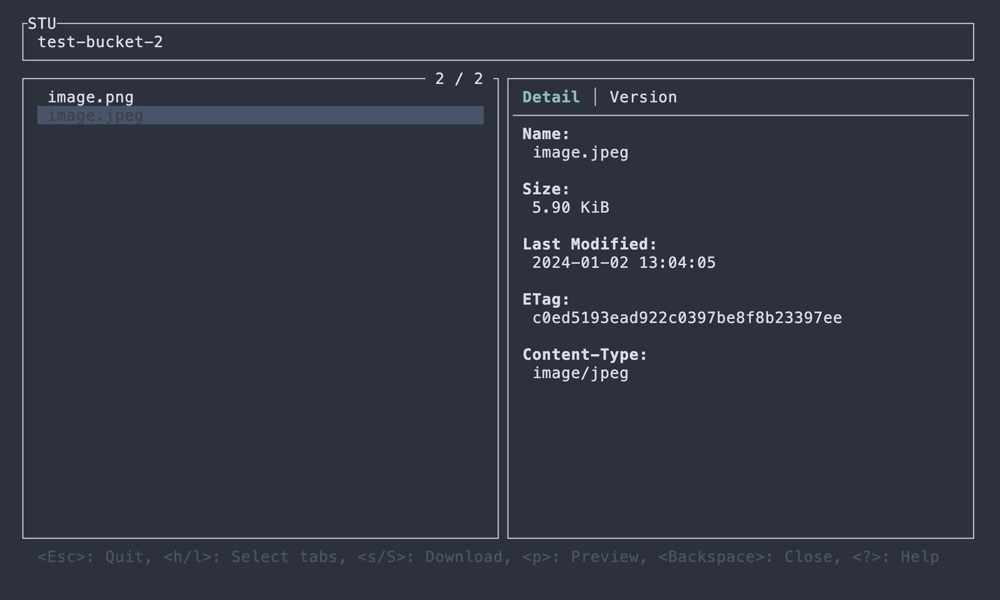 STU
test-bucket-2
2 / 2
image.png
image.jpeg
Detail │ Version
Name:
image.jpeg
Size:
5.90 KiB
Last Modified:
2024-01-02 13:04:05
ETag:
c0ed5193ead922c0397be8f8b23397ee
Content-Type:
image/jpeg
<Esc>: Quit, <h/l>: Select tabs, <s/S>: Download, <p>: Preview, <Backspace>: Close, <?>: Help